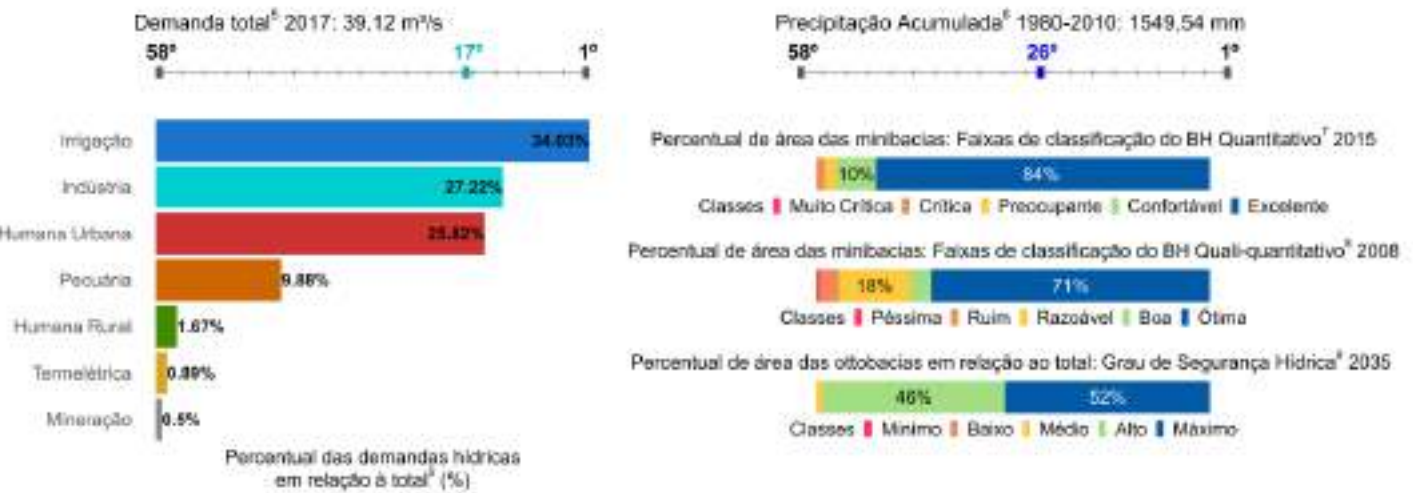 Demanda total⁵ 2017: 39,12 m³/s
58º 17º 1º
Irrigação 34.03%
Indústria 27.22%
Humana Urbana 25.82%
Pecuária 9.88%
Humana Rural 1.67%
Termelétrica 0.89%
Mineração 0.5%
Percentual das demandas hídricas
em relação à total⁵ (%)
Precipitação Acumulada⁶ 1980-2010: 1549,54 mm
58º 26º 1º
Percentual de área das minibacias: Faixas de classificação do BH Quantitativo⁷ 2015
10% 84%
Classes Muito Crítica Crítica Preocupante Confortável Excelente
Percentual de área das minibacias: Faixas de classificação do BH Quali-quantitativo⁸ 2008
18% 71%
Classes Péssima Ruim Razoável Boa Ótima
Percentual de área das ottobacias em relação ao total: Grau de Segurança Hídrica 2035
46% 52%
Classes Mínimo Baixo Médio Alto Máximo